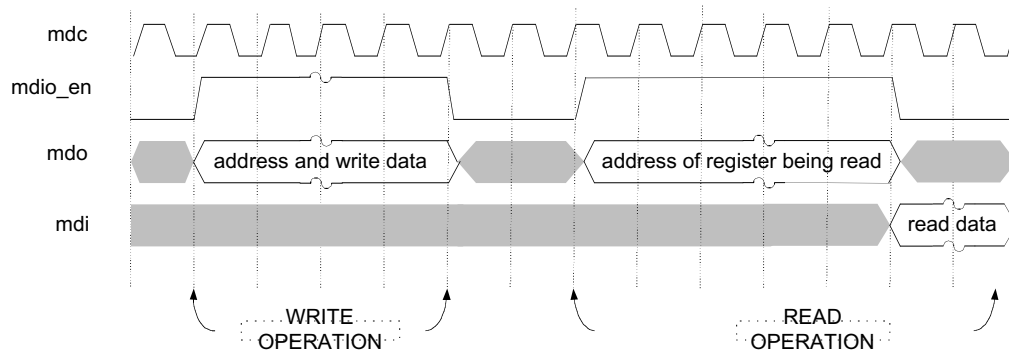 mdc
mdio_en
mdo
address and write data
address of register being read
mdi
read data
WRITE
OPERATION
READ
OPERATION